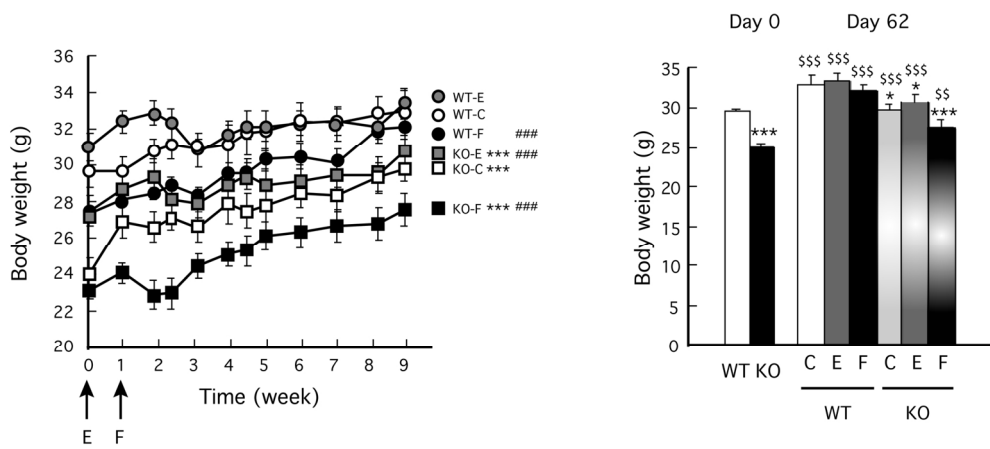 36
34
32
30
28
26
24
22
20
Body weight (g)
0 1 2 3 4 5 6 7 8 9
Time (week)
E F
WT-E
WT-C
WT-F ###
KO-E *** ###
KO-C ***
KO-F *** ###
Day 0 Day 62
35
30
25
20
15
10
5
0
Body weight (g)
***
$$$ $$$ $$$
$$$ * $$$ * $$ ***
WT KO
C E F C E F
WT KO